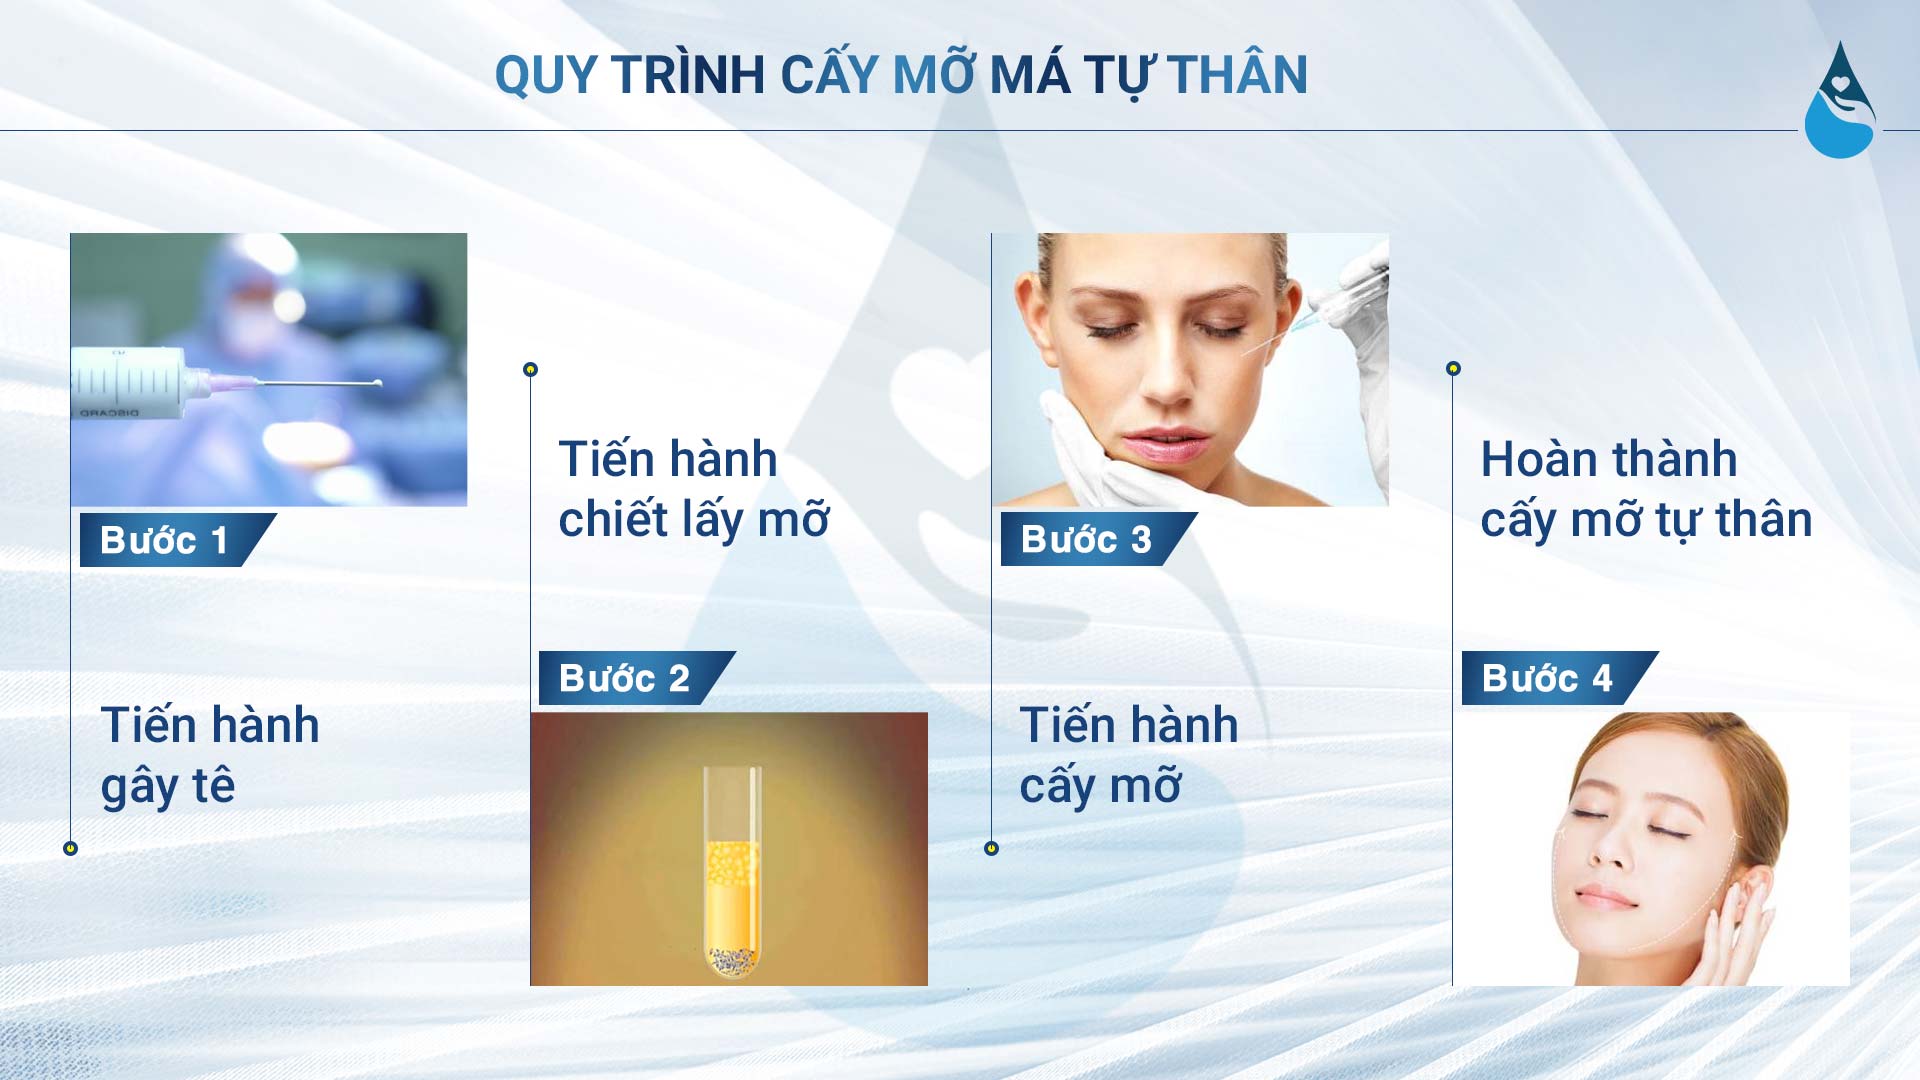 QUY TRÌNH CẤY MỠ MÁ TỰ THÂN
Bước 1
Tiến hành
gây tê
Tiến hành
chiết lấy mỡ
Bước 2
Bước 3
Tiến hành
cấy mỡ
Hoàn thành
cấy mỡ tự thân
Bước 4